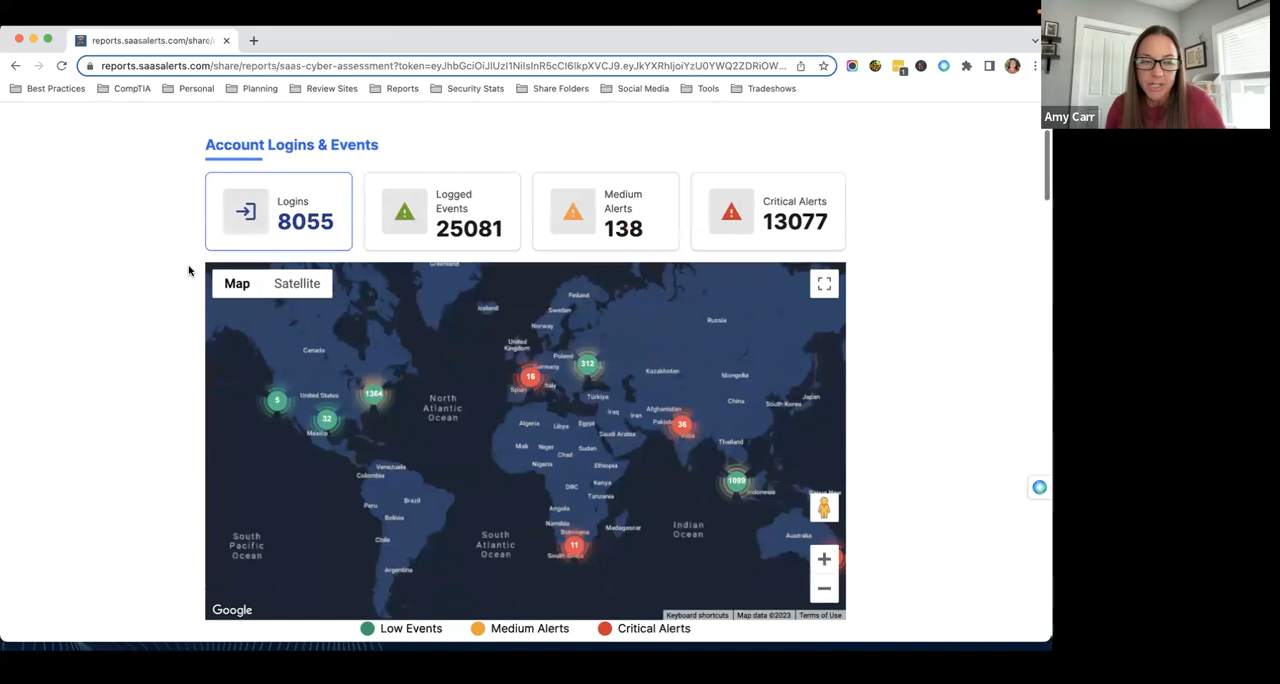 reports.saasalerts.com/share/r
reports.saasalerts.com/share/reports/saas-cyber-assessment?token=eyJhbGciOiJIUzI1NiIsInR5cCI6IkpXVCJ9.eyJkYXRhIjoiYzU0YWQ2ZDRiOW...
1
Best Practices
CompTIA
Personal
Planning
Review Sites
Reports
Security Stats
Share Folders
Social Media
Tools
Tradeshows
Amy Carr
Account Logins & Events
Logins
8055
Logged
Events
25081
Medium
Alerts
138
Critical Alerts
13077
Map
Satellite
Greenland
Iceland
Finland
Sweden
Norway
Russia
United
Kingdom
Canada
Poland
Germany
312
16
Kazakhstan
Mongolia
Spain
Italy
1364
5
United States
North
Atlantic
Ocean
Türkiye
China
Japan
South Korea
Afghanistan
Iraq
Iran
32
Mexico
Algeria
Libya
Egypt
Pakistan
36
India
Saudi Arabia
Mali
Niger
Sudan
Chad
Thailand
Nigeria
Ethiopia
Venezuela
Colombia
1099
DRC
Kenya
Indonesia
Papua New
Tanzania
Peru
Brazil
Angola
Bolivia
Namibia
Madagascar
Botswana
Indian
Ocean
Australia
South
Pacific
Ocean
Chile
South
Atlantic
Ocean
11
South Africa
Argentina
Google
Keyboard shortcuts
Map data ©2023
Terms of Use
Low Events
Medium Alerts
Critical Alerts